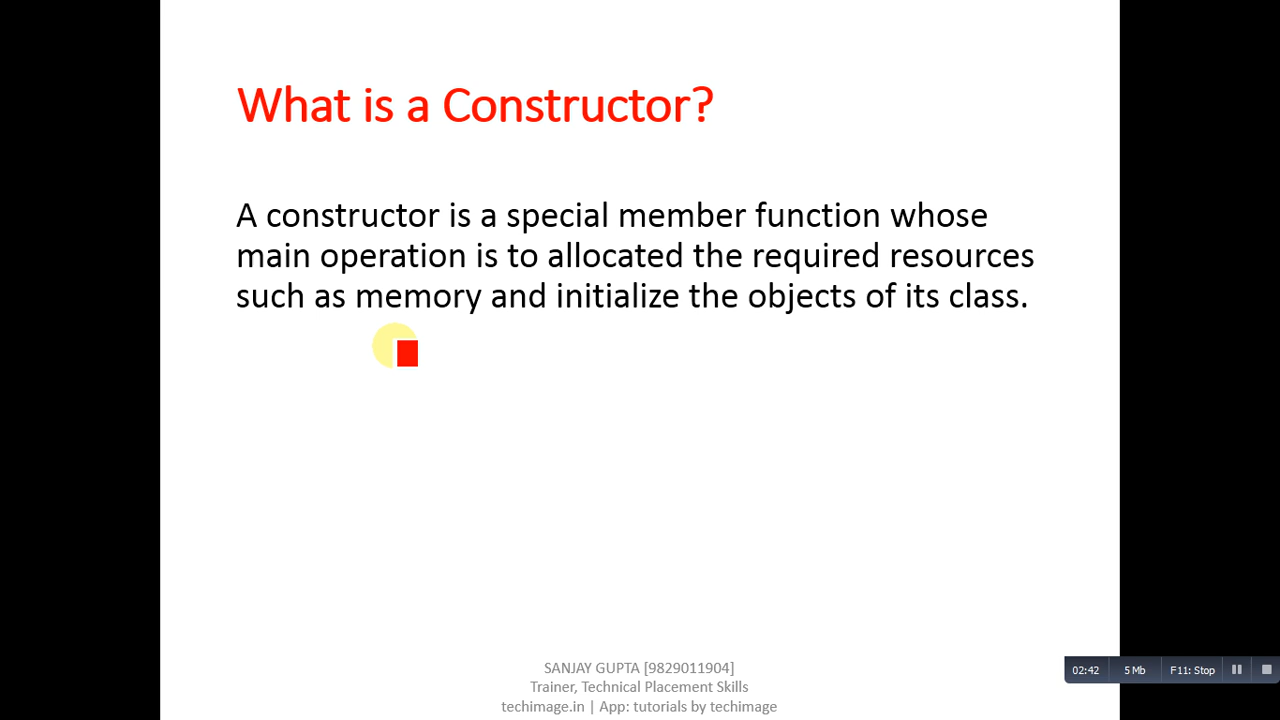 What is a Constructor?
A constructor is a special member function whose
main operation is to allocated the required resources
such as memory and initialize the objects of its class.
SANJAY GUPTA [9829011904]
Trainer, Technical Placement Skills
techimage.in | App: tutorials by techimage
02:42 5 Mb F11: Stop